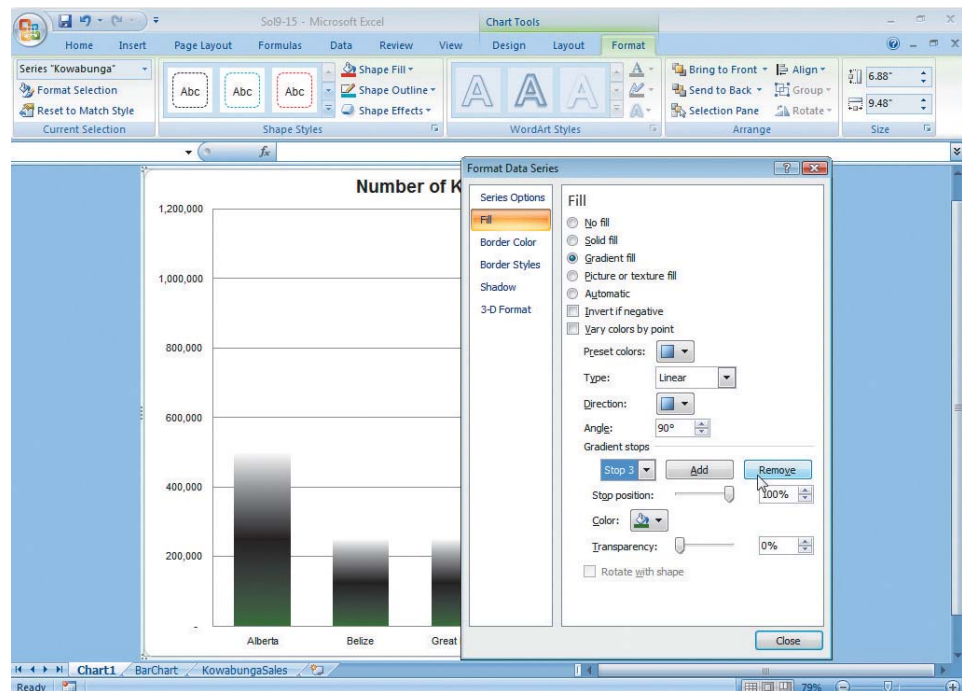 Sol9-15 - Microsoft Excel
Chart Tools
Home Insert Page Layout Formulas Data Review View Design Layout Format
Series "Kowabunga"
Format Selection
Reset to Match Style
Current Selection
Abc Abc Abc
Shape Fill
Shape Outline
Shape Effects
Shape Styles
A A A
A
A
WordArt Styles
Bring to Front
Send to Back
Selection Pane
Align
Group
Rotate
Arrange
6.88"
9.48"
Size
fx
Number of K
1,200,000
1,000,000
800,000
600,000
400,000
200,000
-
Alberta Belize Great
Format Data Series
Series Options
Fill
Border Color
Border Styles
Shadow
3-D Format
Fill
No fill
Solid fill
Gradient fill
Picture or texture fill
Automatic
Invert if negative
Vary colors by point
Preset colors:
Type: Linear
Direction:
Angle: 90°
Gradient stops
Stop 3 Add Remove
Stop position: 100%
Color:
Transparency: 0%
Rotate with shape
Close
Chart1 BarChart KowabungaSales
Ready
79%